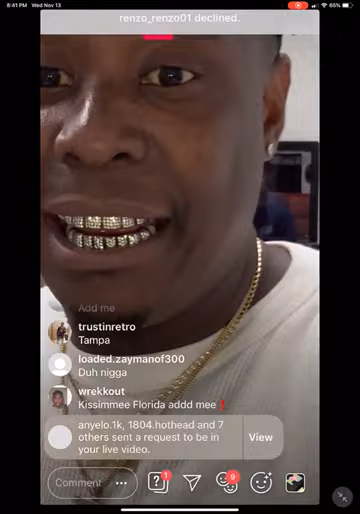 8:41 PM Wed Nov 13
65%
renzo_renzo01 declined.
Add me
trustinretro
Tampa
loaded.zaymanof300
Duh nigga
wrekkout
Kissimmee Florida addd mee❗
anyelo.1k, 1804.hothead and 7
others sent a request to be in
your live video.
View
Comment
1
9